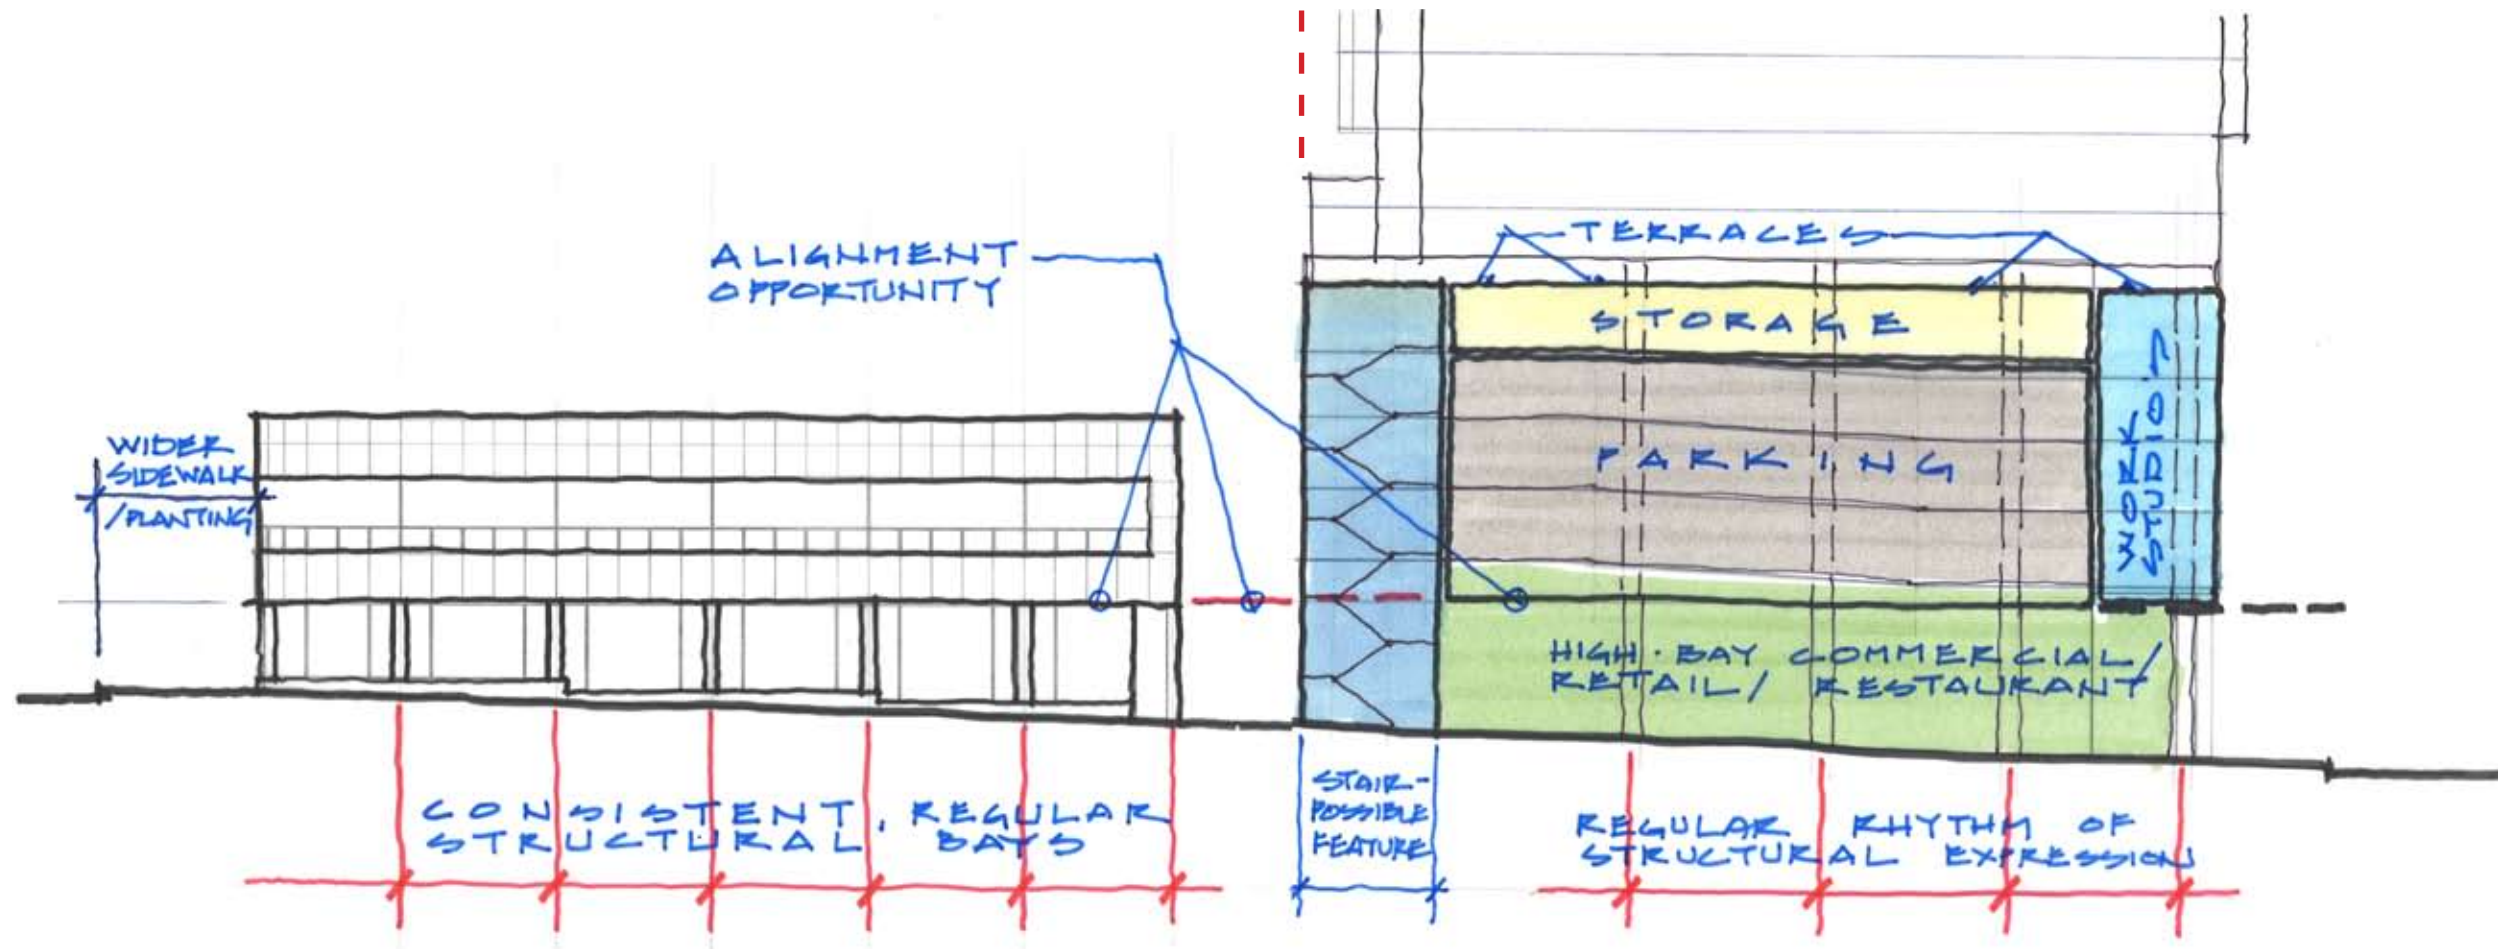 ALIGNMENT
OPPORTUNITY
TERRACES
STORAGE
WIDER
SIDEWALK
/PLANTING
PARKING
WORK
STUDIO'S
HIGH-BAY COMMERCIAL/
RETAIL/ RESTAURANT
CONSISTENT, REGULAR
STRUCTURAL BAYS
STAIR-
POSSIBLE
FEATURE
REGULAR RHYTHM OF
STRUCTURAL EXPRESSION